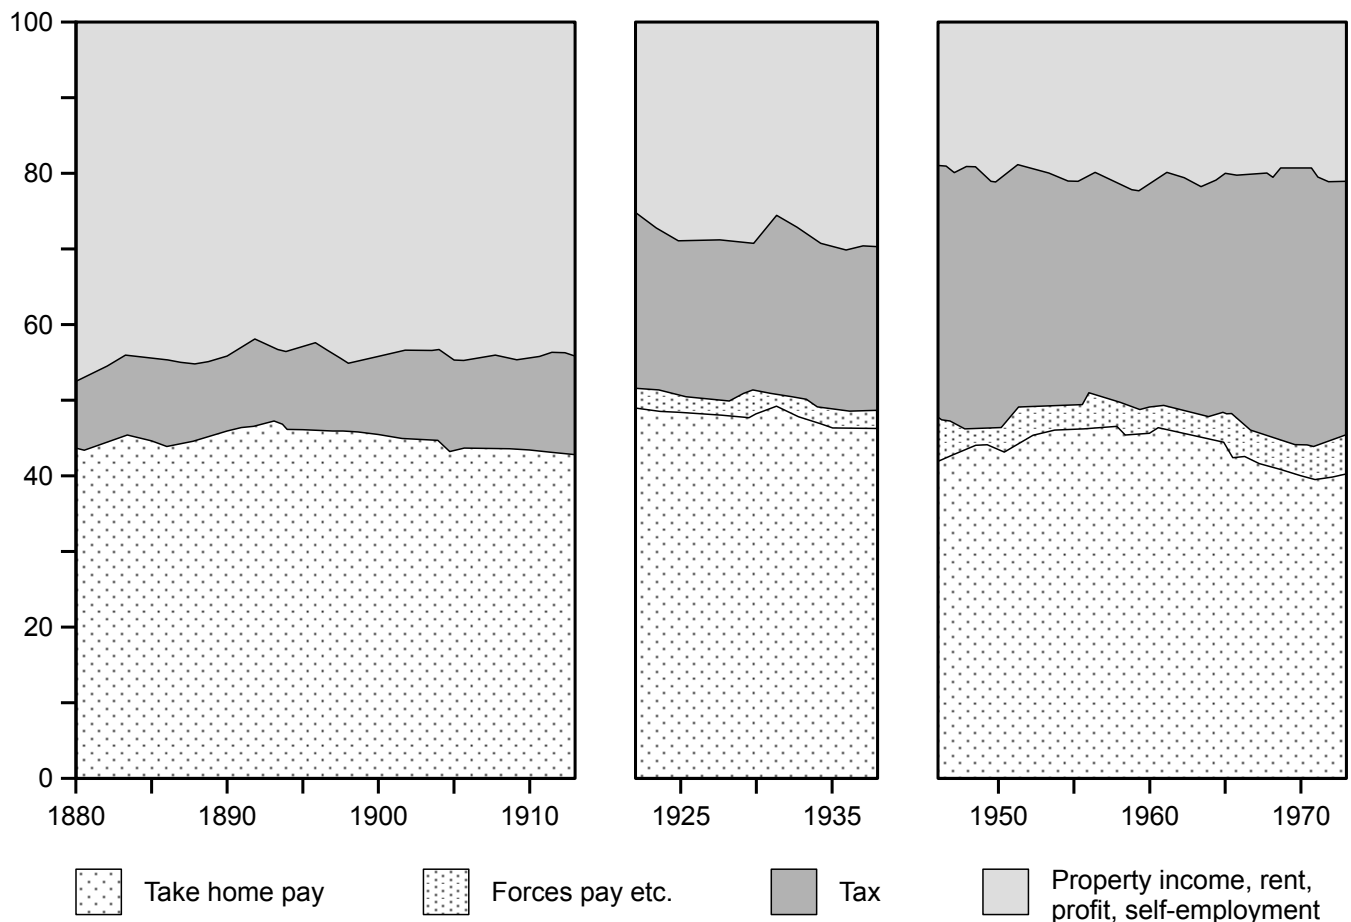 100
80
60
40
20
0
1880 1890 1900 1910 1925 1935 1950 1960 1970
Take home pay Forces pay etc. Tax Property income, rent,
profit, self-employment